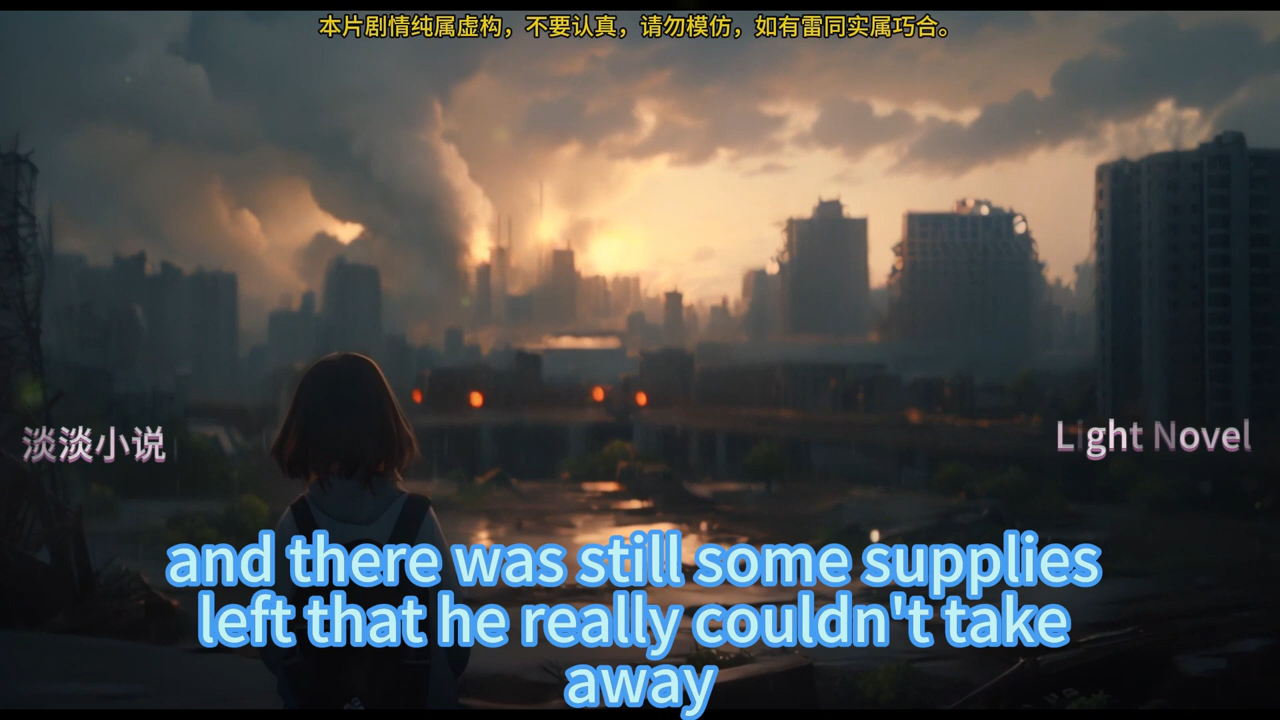 本片剧情纯属虚构，不要认真，请勿模仿，如有雷同实属巧合。
淡淡小说
Light Novel
and there was still some supplies
left that he really couldn't take
away